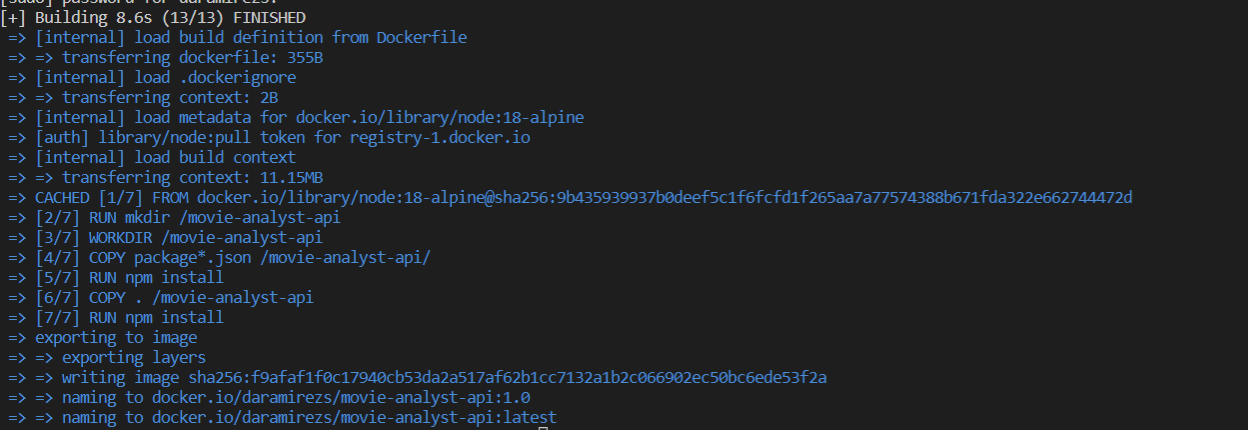 [sudo] password for daramirezs:
[+] Building 8.6s (13/13) FINISHED
=> [internal] load build definition from Dockerfile
=> => transferring dockerfile: 355B
=> [internal] load .dockerignore
=> => transferring context: 2B
=> [internal] load metadata for docker.io/library/node:18-alpine
=> [auth] library/node:pull token for registry-1.docker.io
=> [internal] load build context
=> => transferring context: 11.15MB
=> CACHED [1/7] FROM docker.io/library/node:18-alpine@sha256:9b435939937b0deef5c1f6fcfd1f265aa7a77574388b671fda322e662744472d
=> [2/7] RUN mkdir /movie-analyst-api
=> [3/7] WORKDIR /movie-analyst-api
=> [4/7] COPY package*.json /movie-analyst-api/
=> [5/7] RUN npm install
=> [6/7] COPY . /movie-analyst-api
=> [7/7] RUN npm install
=> exporting to image
=> => exporting layers
=> => writing image sha256:f9afaf1f0c17940cb53da2a517af62b1cc7132a1b2c066902ec50bc6ede53f2a
=> => naming to docker.io/daramirezs/movie-analyst-api:1.0
=> => naming to docker.io/daramirezs/movie-analyst-api:latest